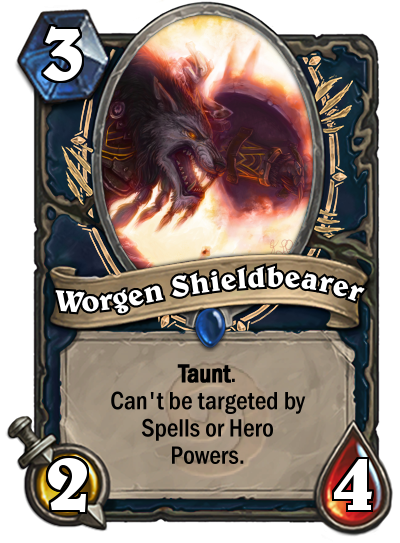 3
Worgen Shieldbearer
Taunt.
Can't be targeted by
Spells or Hero
Powers.
2
4